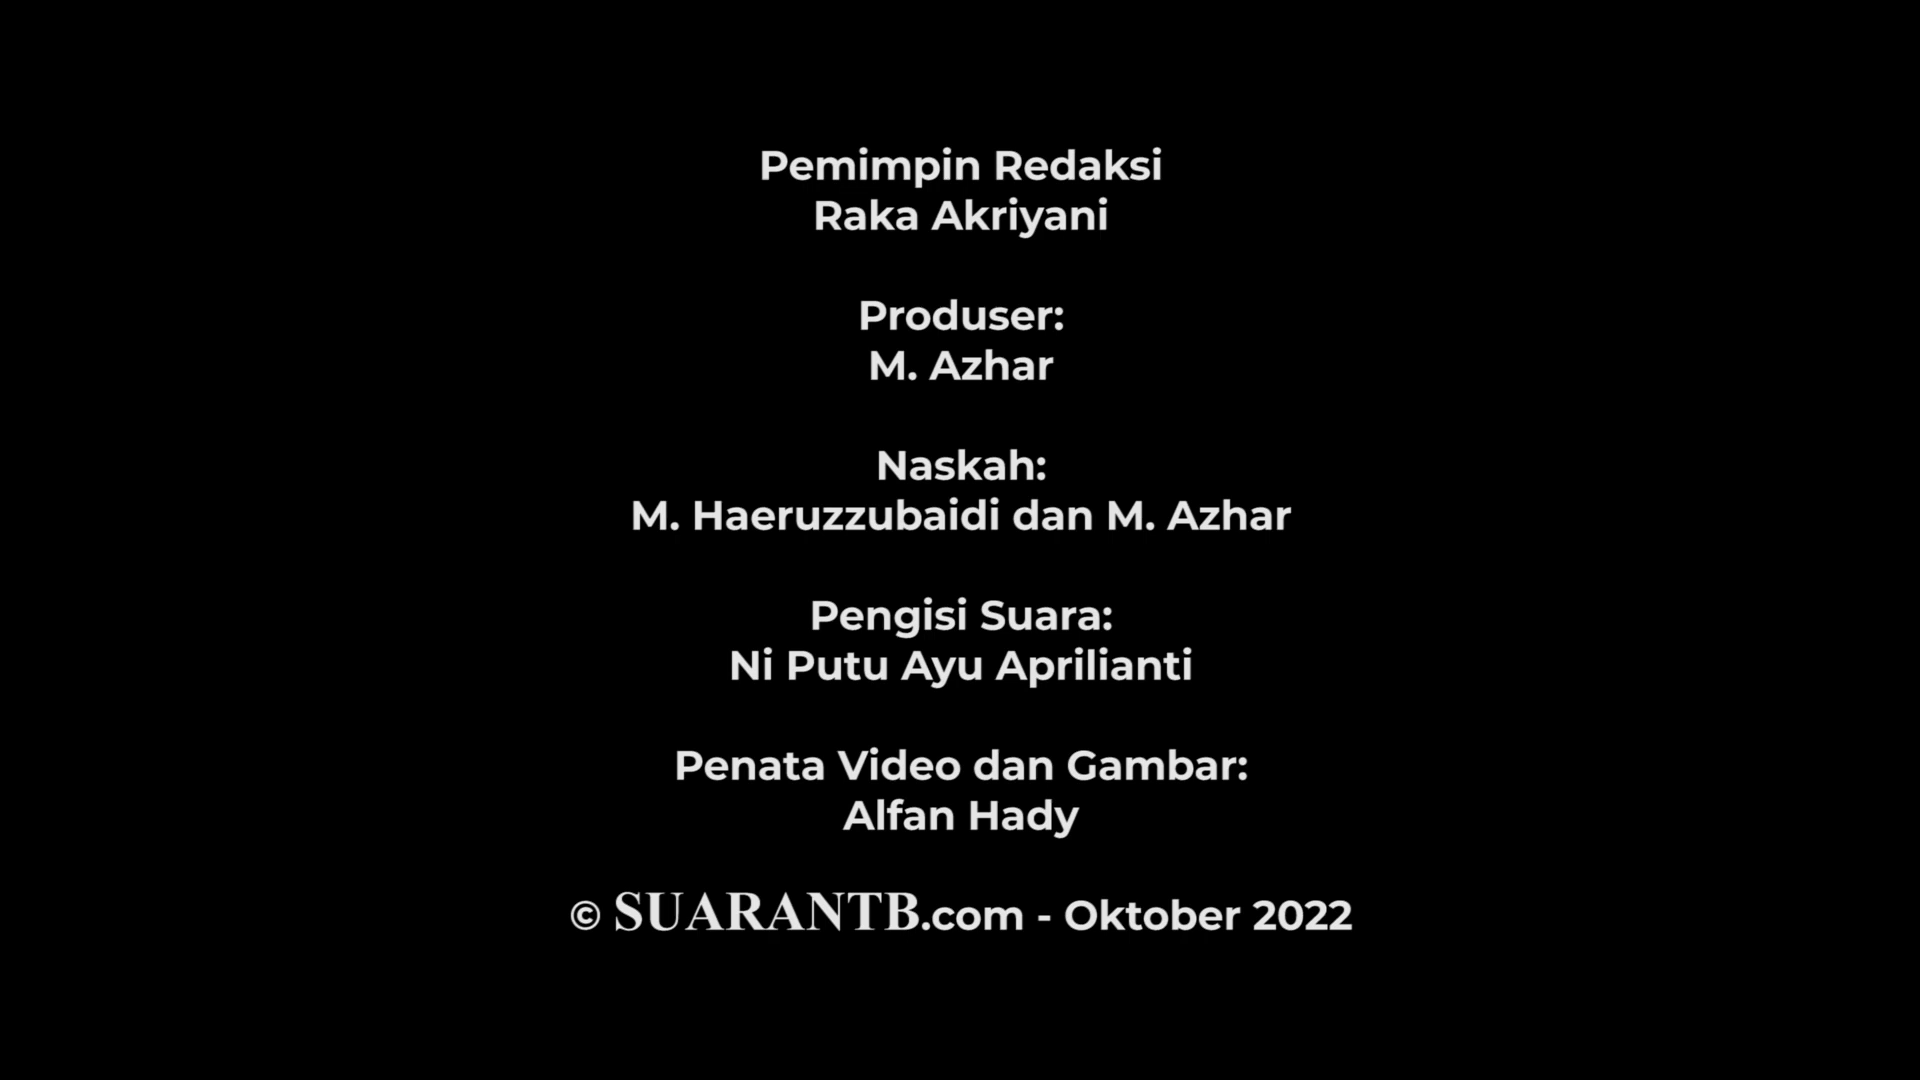 Pemimpin Redaksi
Raka Akriyani
Produser:
M. Azhar
Naskah:
M. Haeruzzubaidi dan M. Azhar
Pengisi Suara:
Ni Putu Ayu Aprilianti
Penata Video dan Gambar:
Alfan Hady
© SUARANTB.com - Oktober 2022